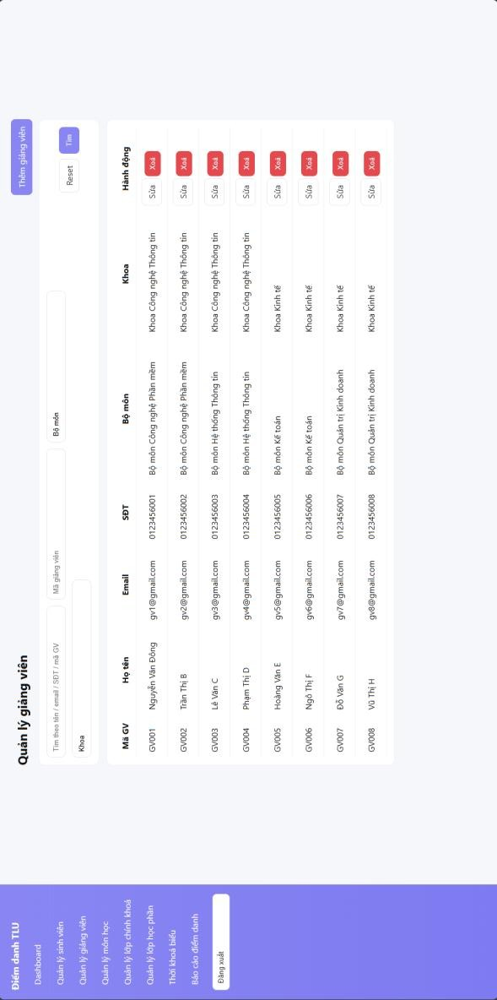 Điểm danh TLU
Dashboard
Quản lý sinh viên
Quản lý giảng viên
Quản lý môn học
Quản lý lớp chính khoá
Quản lý lớp học phần
Thời khoá biểu
Báo cáo điểm danh
Đăng xuất
Quản lý giảng viên
Thêm giảng viên
Tìm theo tên / email / SĐT / mã GV
Mã giảng viên
Bộ môn
Khoa
Reset
Tìm
Mã GV Họ tên Email SĐT Bộ môn Khoa Hành động
GV001 Nguyễn Văn Đông gv1@gmail.com 0123456001 Bộ môn Công nghệ Phần mềm Khoa Công nghệ Thông tin Sửa Xoá
GV002 Trần Thị B gv2@gmail.com 0123456002 Bộ môn Công nghệ Phần mềm Khoa Công nghệ Thông tin Sửa Xoá
GV003 Lê Văn C gv3@gmail.com 0123456003 Bộ môn Hệ thống Thông tin Khoa Công nghệ Thông tin Sửa Xoá
GV004 Phạm Thị D gv4@gmail.com 0123456004 Bộ môn Hệ thống Thông tin Khoa Công nghệ Thông tin Sửa Xoá
GV005 Hoàng Văn E gv5@gmail.com 0123456005 Bộ môn Kế toán Khoa Kinh tế Sửa Xoá
GV006 Ngô Thị F gv6@gmail.com 0123456006 Bộ môn Kế toán Khoa Kinh tế Sửa Xoá
GV007 Đỗ Văn G gv7@gmail.com 0123456007 Bộ môn Quản trị Kinh doanh Khoa Kinh tế Sửa Xoá
GV008 Vũ Thị H gv8@gmail.com 0123456008 Bộ môn Quản trị Kinh doanh Khoa Kinh tế Sửa Xoá